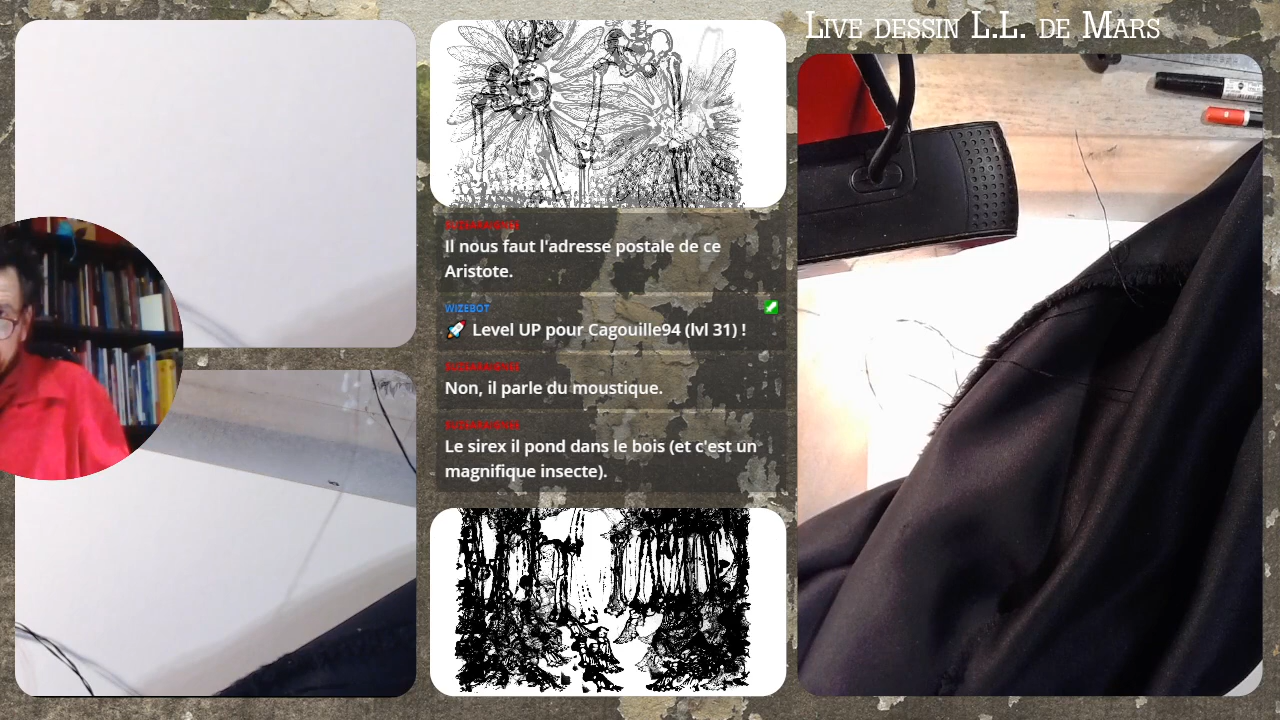 Live dessin L.L. de Mars
Il nous faut l'adresse postale de ce
Aristote.
WIZEBOT
🚀 Level UP pour Cagouille94 (lvl 31) !
Non, il parle du moustique.
Le sirex il pond dans le bois (et c'est un
magnifique insecte).